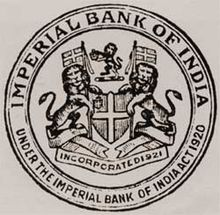 IMPERIAL BANK OF INDIA
INCORPORATED 1921
UNDER THE IMPERIAL BANK OF INDIA ACT 1920